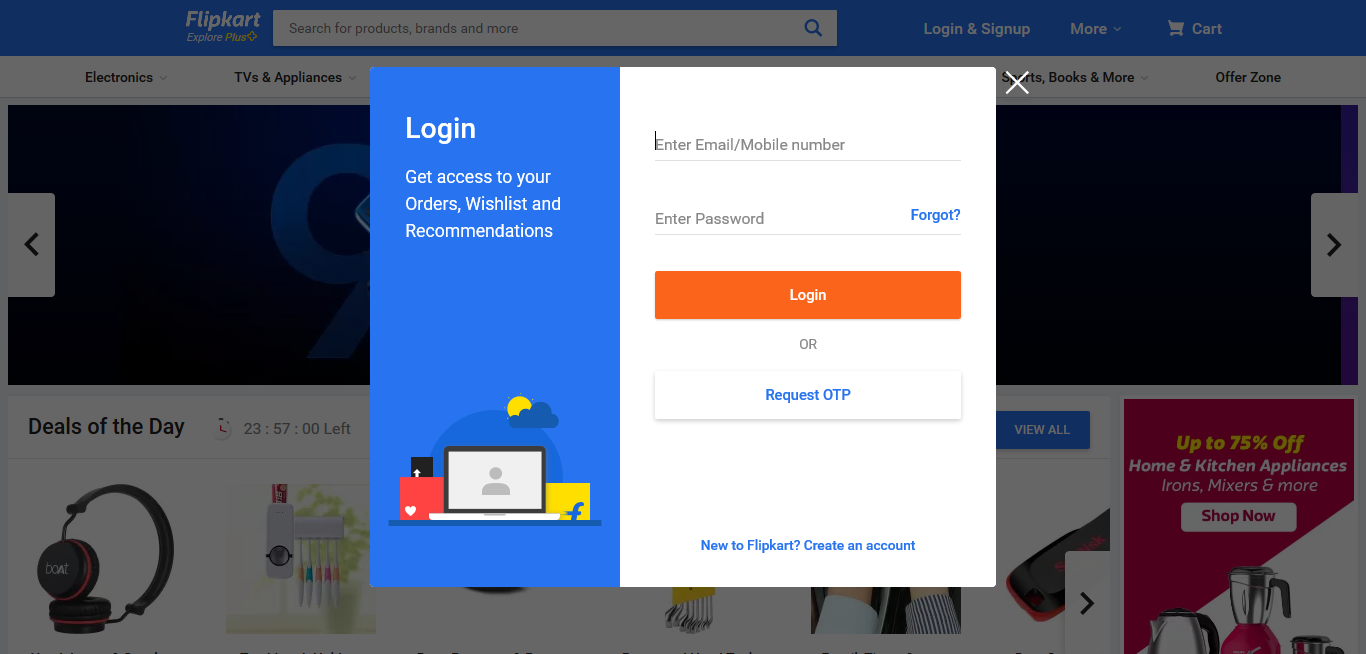 Flipkart
Explore Plus
Search for products, brands and more
Login & Signup
More
Cart
Electronics
TVs & Appliances
Sports, Books & More
Offer Zone
Login
Get access to your
Orders, Wishlist and
Recommendations
Enter Email/Mobile number
Enter Password
Forgot?
Login
OR
Request OTP
New to Flipkart? Create an account
Deals of the Day
23 : 57 : 00 Left
VIEW ALL
Up to 75% Off
Home & Kitchen Appliances
Irons, Mixers & more
Shop Now
boAt